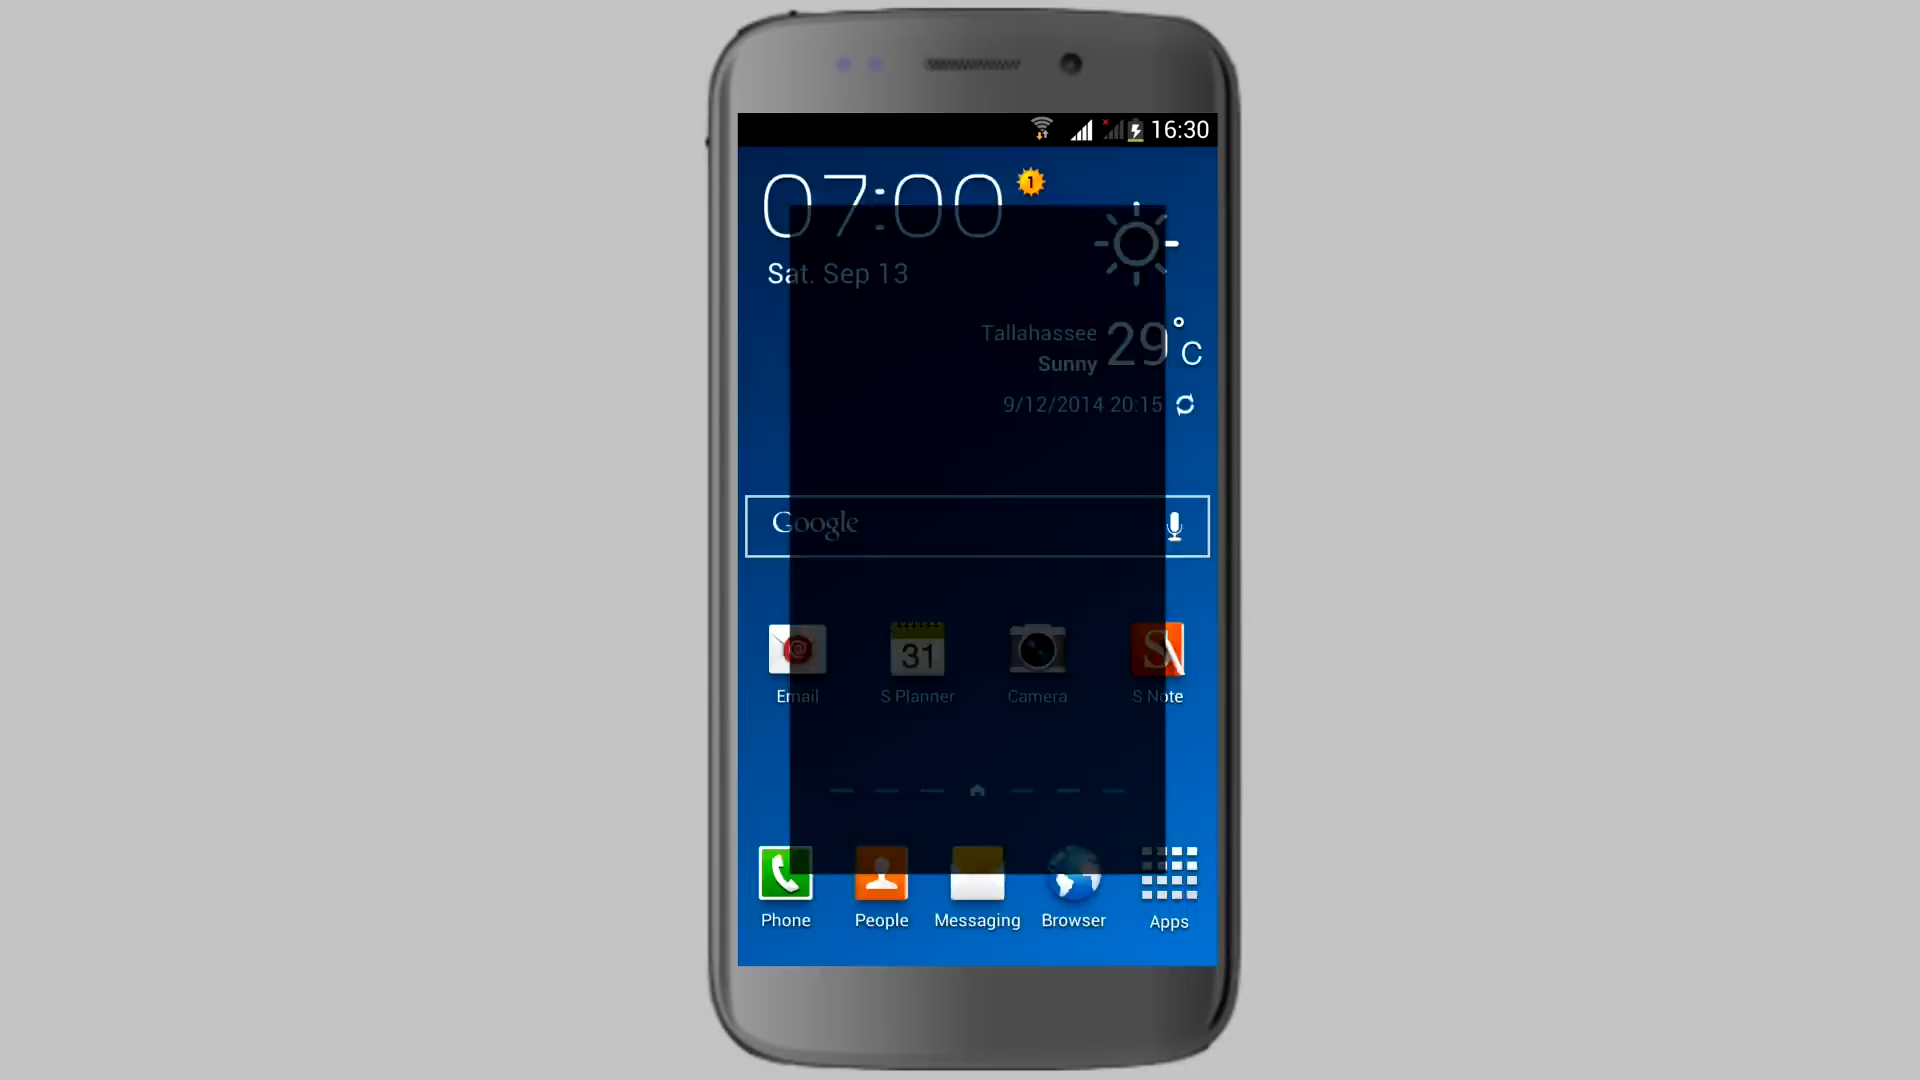 16:30
07:00
1
Sat. Sep 13
Tallahassee
29°C
Sunny
9/12/2014 20:15
Google
31
S
Email
S Planner
Camera
S Note
Phone
People
Messaging
Browser
Apps